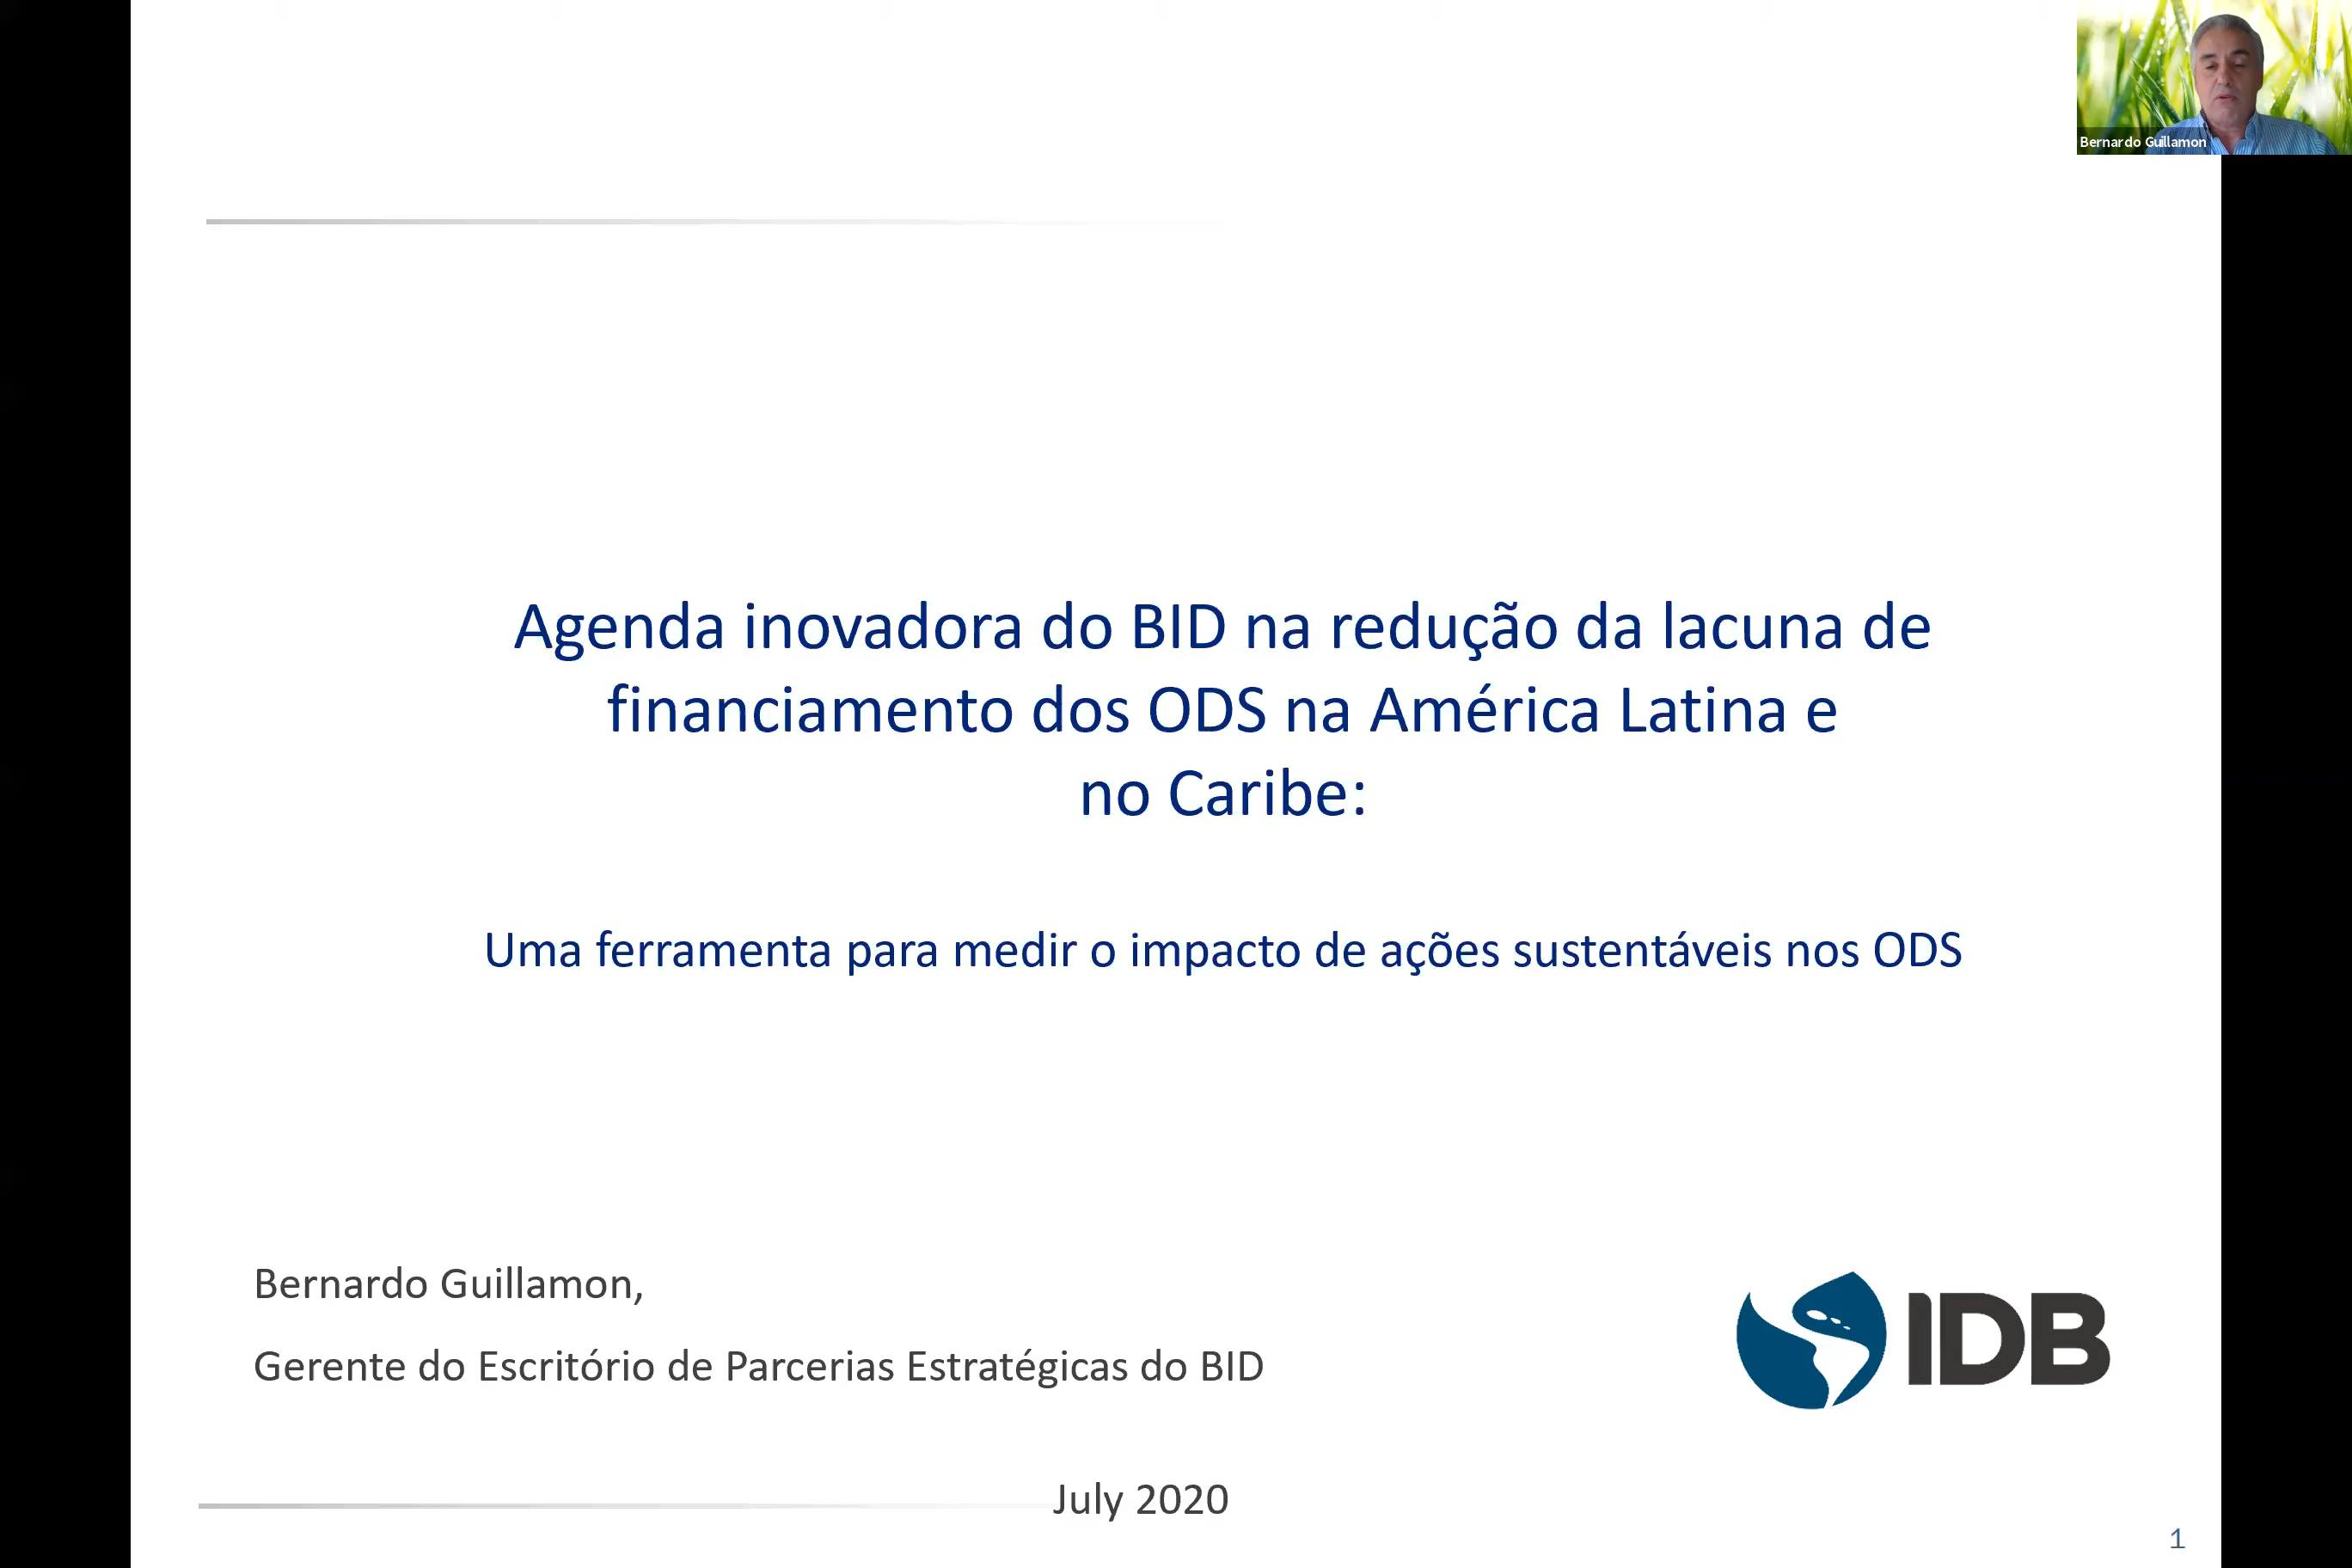 Bernardo Guillamon
Agenda inovadora do BID na redução da lacuna de
financiamento dos ODS na América Latina e
no Caribe:
Uma ferramenta para medir o impacto de ações sustentáveis nos ODS
Bernardo Guillamon,
Gerente do Escritório de Parcerias Estratégicas do BID
IDB
July 2020
1